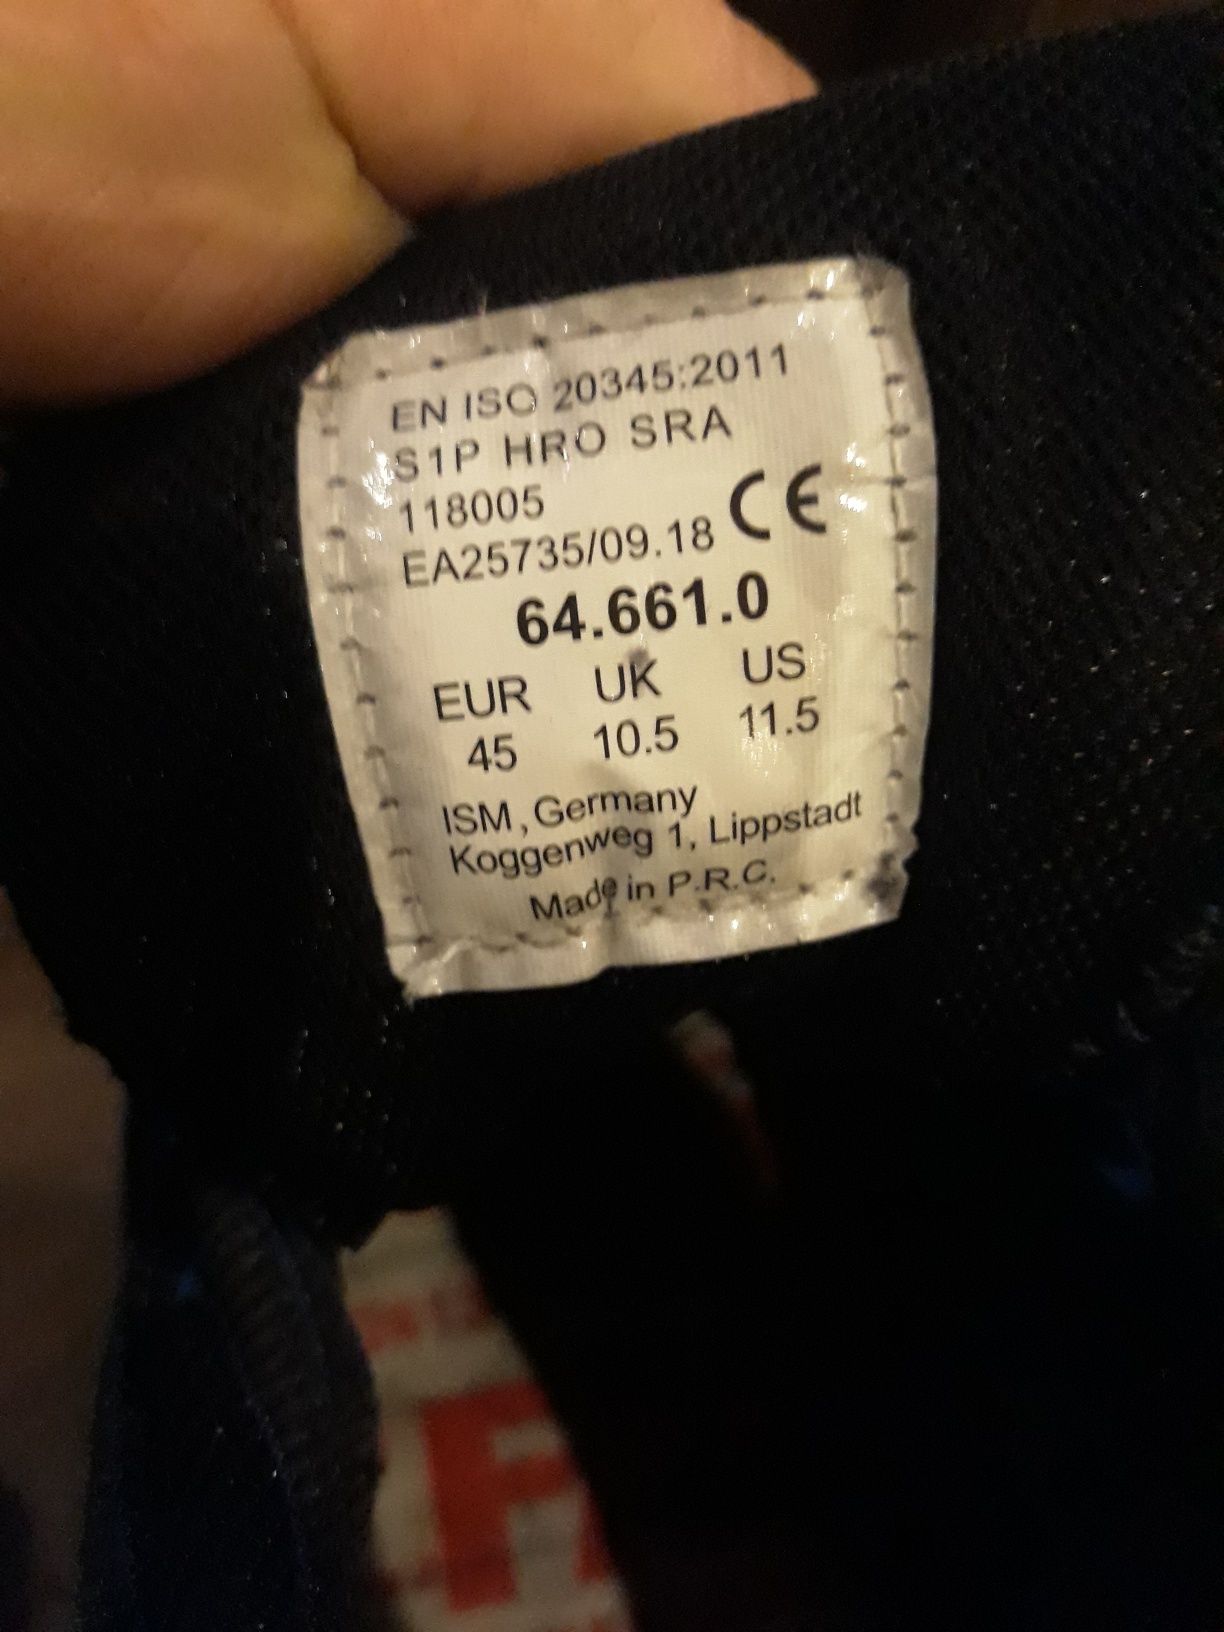 EN ISO 20345:2011
S1P HRO SRA
118005
EA25735/09.18 CE
64.661.0
EUR UK US
45 10.5 11.5
ISM, Germany
Koggenweg 1, Lippstadt
Made in P.R.C.